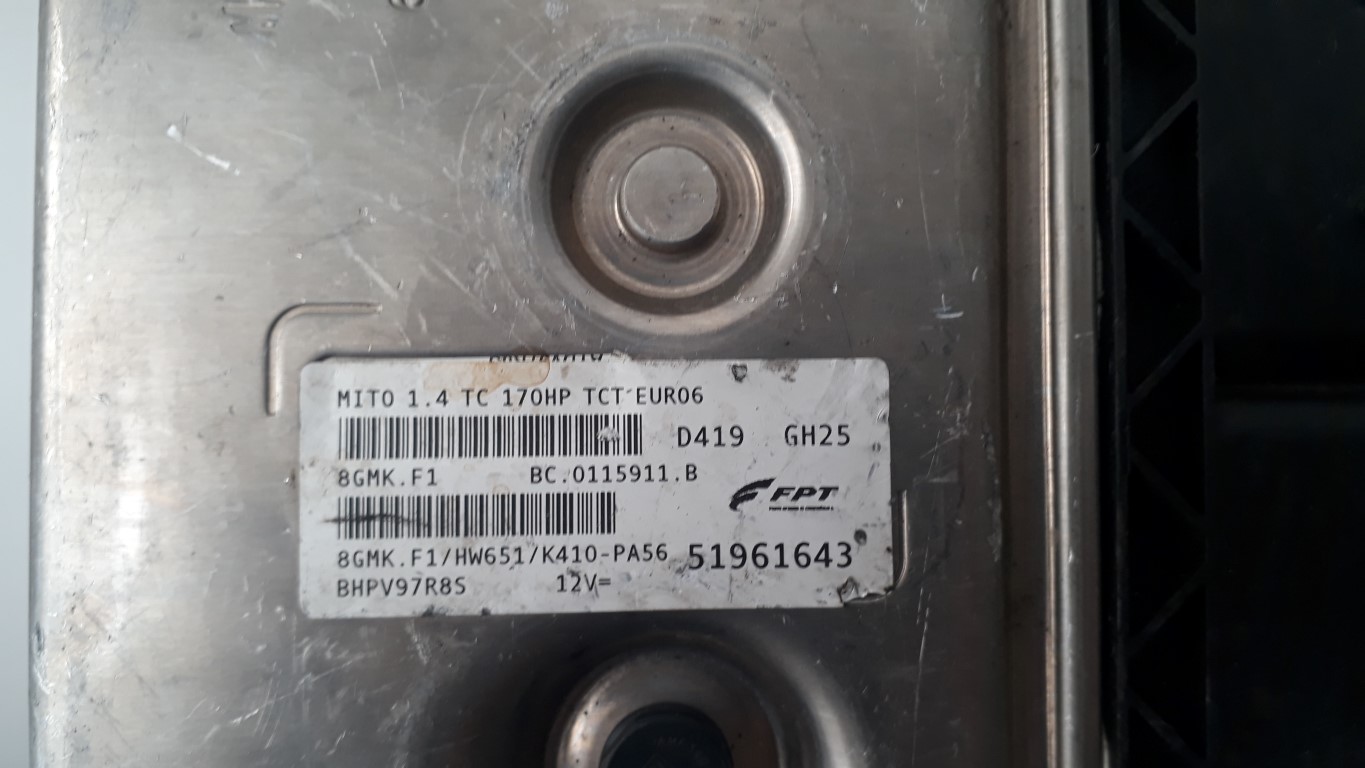 MITO 1.4 TC 170HP TCT EURO6
D419 GH25
8GMK.F1 BC.0115911.B
FPT
8GMK.F1/HW651/K410-PA56 51961643
BHPV97R8S 12V=